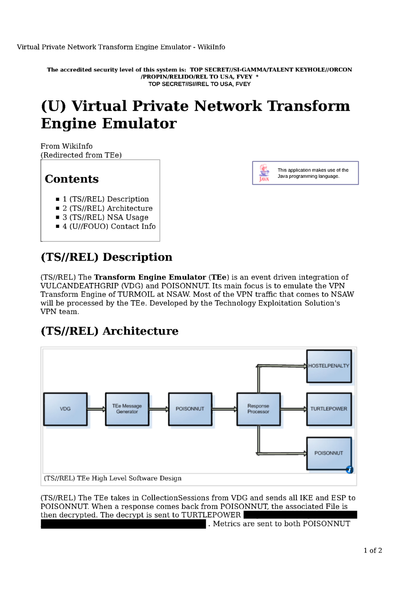 Virtual Private Network Transform Engine Emulator - WikiInfo
The accredited security level of this system is: TOP SECRET//SI-GAMMA/TALENT KEYHOLE//ORCON
/PROPIN/RELIDO/REL TO USA, FVEY *
TOP SECRET//SI//REL TO USA, FVEY
(U) Virtual Private Network Transform
Engine Emulator
From WikiInfo
(Redirected from TEe)
This application makes use of the
Java programming language.
Java
Contents
1 (TS//REL) Description
2 (TS//REL) Architecture
3 (TS//REL) NSA Usage
4 (U//FOUO) Contact Info
(TS//REL) Description
(TS//REL) The Transform Engine Emulator (TEe) is an event driven integration of
VULCANDEATHGRIP (VDG) and POISONNUT. Its main focus is to emulate the VPN
Transform Engine of TURMOIL at NSAW. Most of the VPN traffic that comes to NSAW
will be processed by the TEe. Developed by the Technology Exploitation Solution's
VPN team.
(TS//REL) Architecture
HOSTELPENALTY
VDG
TEe Message
Generator
POISONNUT
Response
Processor
TURTLEPOWER
POISONNUT
(TS//REL) TEe High Level Software Design
(TS//REL) The TEe takes in CollectionSessions from VDG and sends all IKE and ESP to
POISONNUT. When a response comes back from POISONNUT, the associated File is
then decrypted. The decrypt is sent to TURTLEPOWER
. Metrics are sent to both POISONNUT
1 of 2